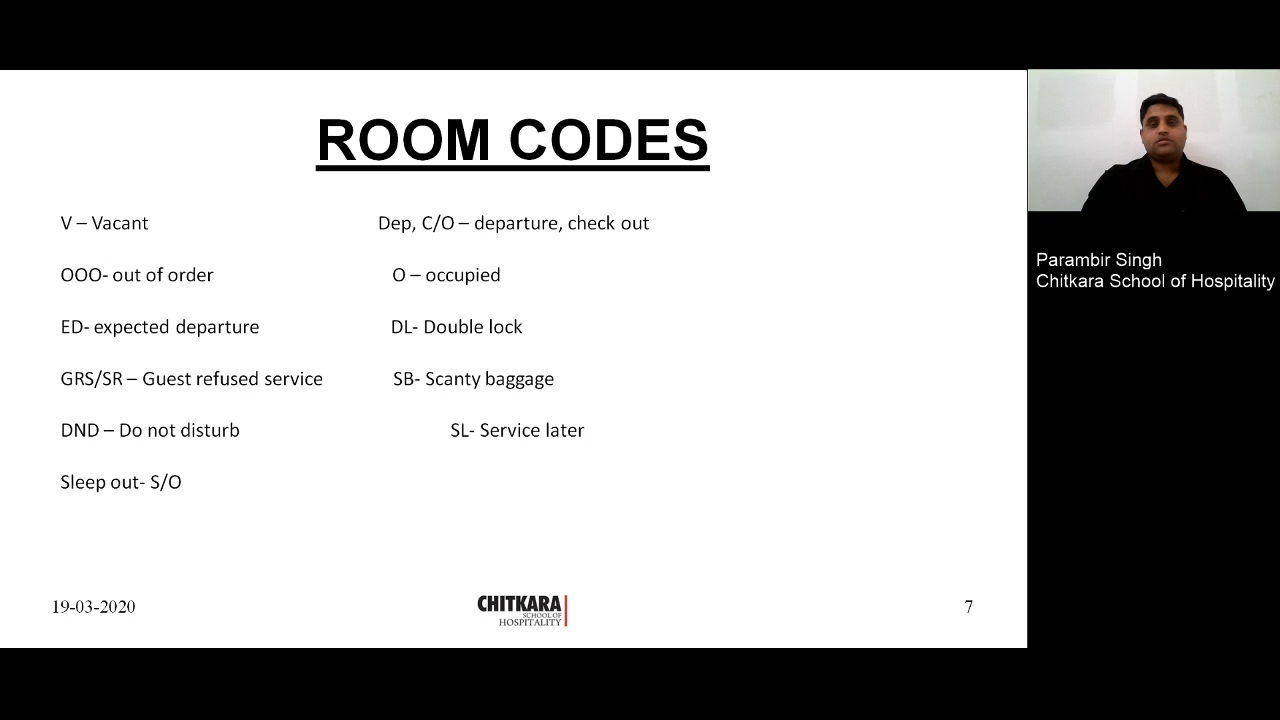 ROOM CODES
V – Vacant Dep, C/O – departure, check out
OOO- out of order O – occupied
ED- expected departure DL- Double lock
GRS/SR – Guest refused service SB- Scanty baggage
DND – Do not disturb SL- Service later
Sleep out- S/O
19-03-2020
CHITKARA
SCHOOL OF
HOSPITALITY
7
Parambir Singh
Chitkara School of Hospitality